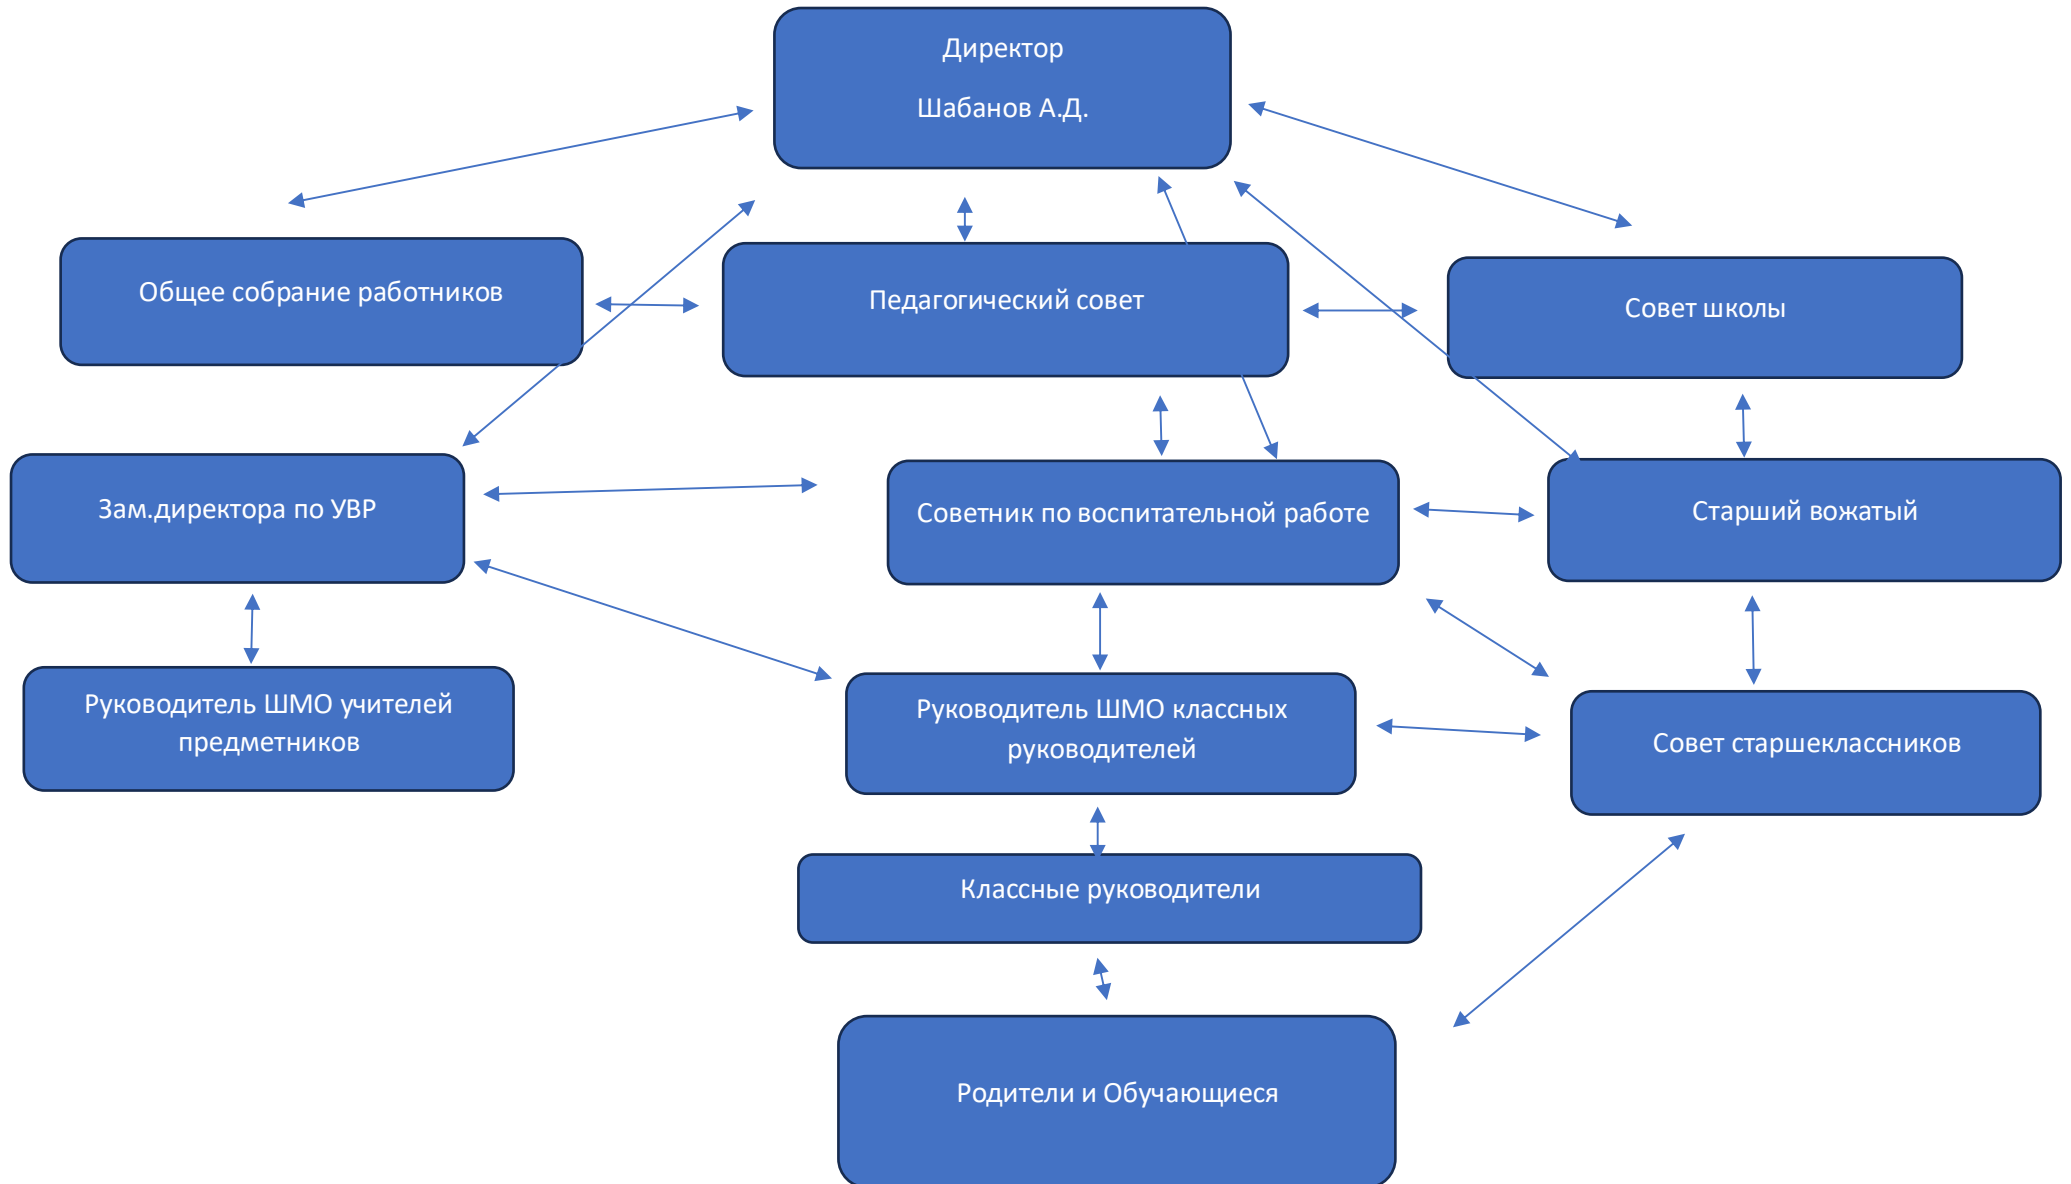 Директор
Шабанов А.Д.
Общее собрание работников
Педагогический совет
Совет школы
Зам.директора по УВР
Советник по воспитательной работе
Старший вожатый
Руководитель ШМО учителей
предметников
Руководитель ШМО классных
руководителей
Совет старшеклассников
Классные руководители
Родители и Обучающиеся